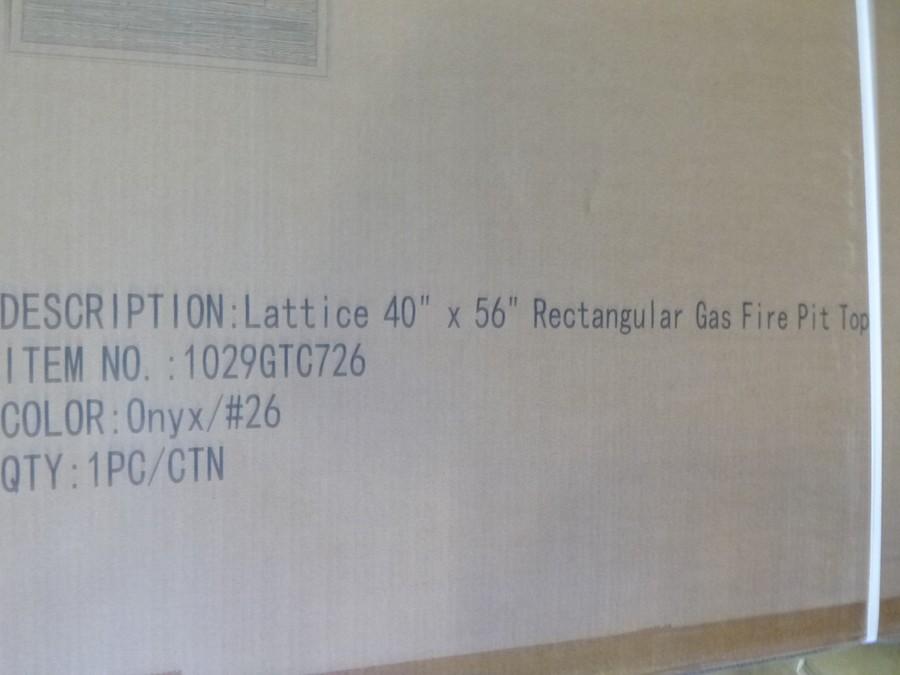 DESCRIPTION:Lattice 40" x 56" Rectangular Gas Fire Pit Top
ITEM NO. :1029GTC726
COLOR:Onyx/#26
QTY:1PC/CTN